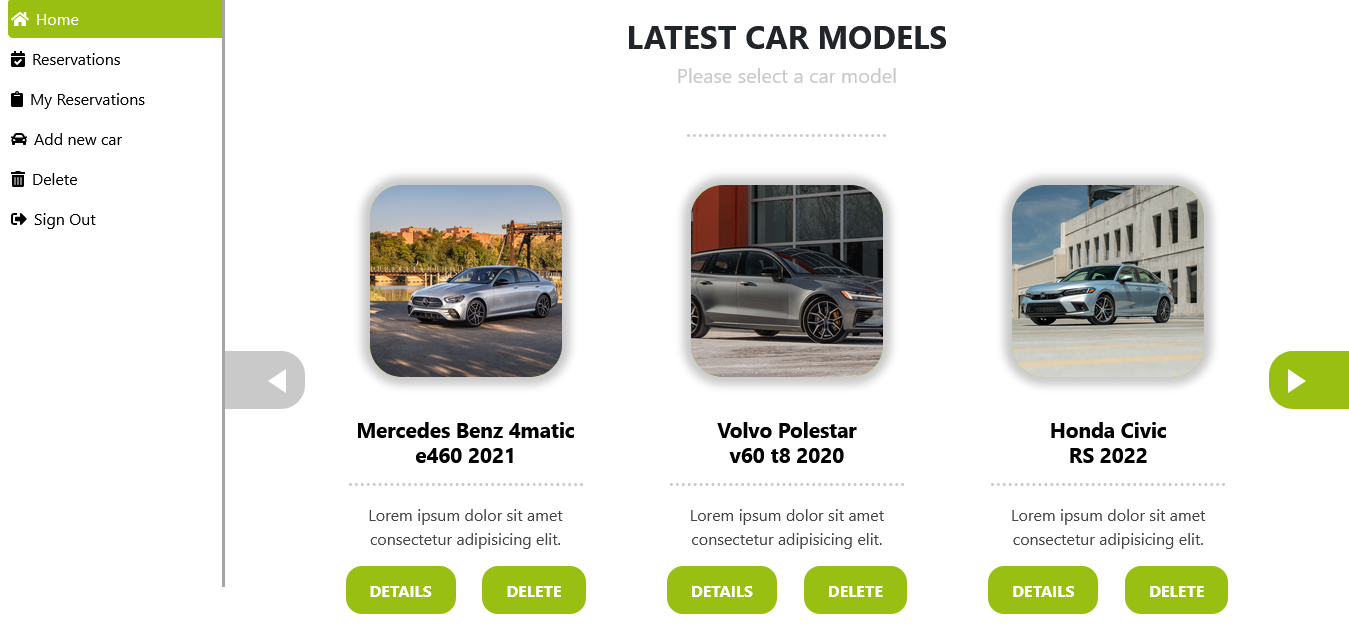 Home
Reservations
My Reservations
Add new car
Delete
Sign Out
LATEST CAR MODELS
Please select a car model
Mercedes Benz 4matic
e460 2021
Lorem ipsum dolor sit amet
consectetur adipisicing elit.
DETAILS DELETE
Volvo Polestar
v60 t8 2020
Lorem ipsum dolor sit amet
consectetur adipisicing elit.
DETAILS DELETE
Honda Civic
RS 2022
Lorem ipsum dolor sit amet
consectetur adipisicing elit.
DETAILS DELETE